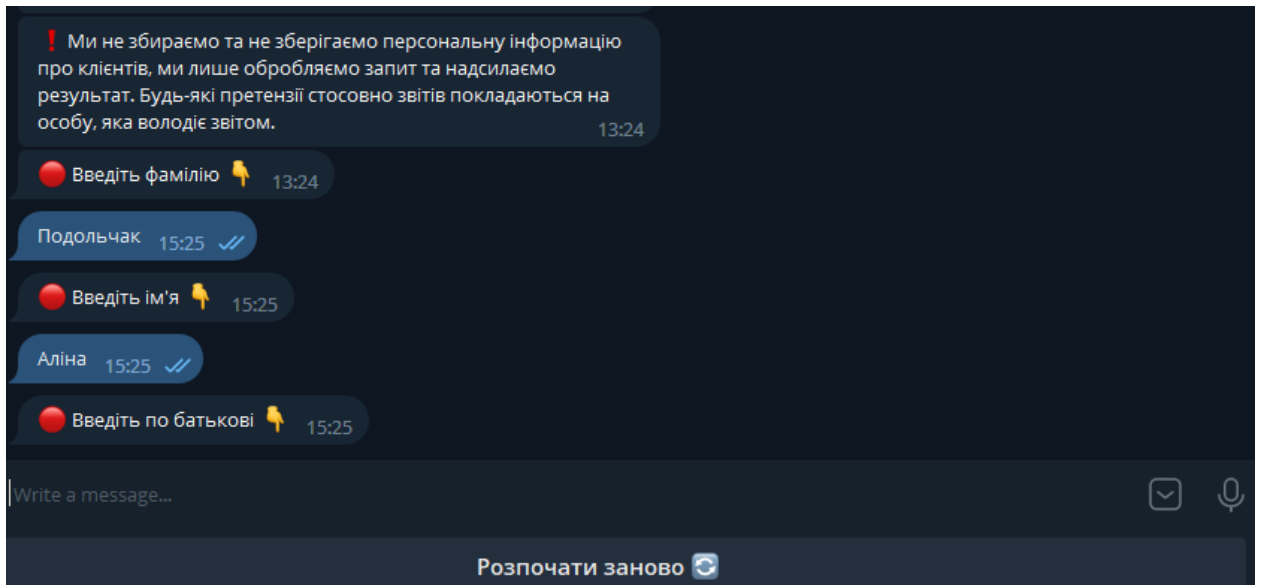 ❗ Ми не збираємо та не зберігаємо персональну інформацію
про клієнтів, ми лише обробляємо запит та надсилаємо
результат. Будь-які претензії стосовно звітів покладаються на
особу, яка володіє звітом. 13:24
🔴 Введіть фамілію 👇 13:24
Подольчак 15:25
🔴 Введіть ім'я 👇 15:25
Аліна 15:25
🔴 Введіть по батькові 👇 15:25
Write a message...
Розпочати заново 🔄